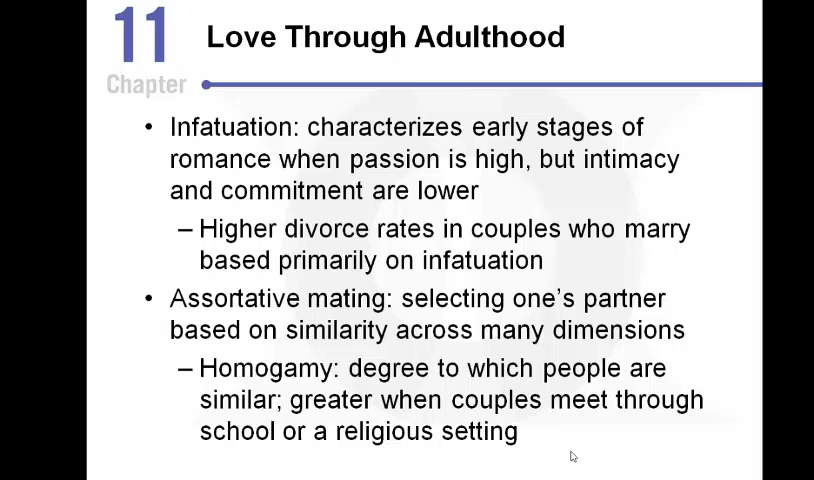 11
Chapter
Love Through Adulthood
• Infatuation: characterizes early stages of
romance when passion is high, but intimacy
and commitment are lower
– Higher divorce rates in couples who marry
based primarily on infatuation
• Assortative mating: selecting one’s partner
based on similarity across many dimensions
– Homogamy: degree to which people are
similar; greater when couples meet through
school or a religious setting